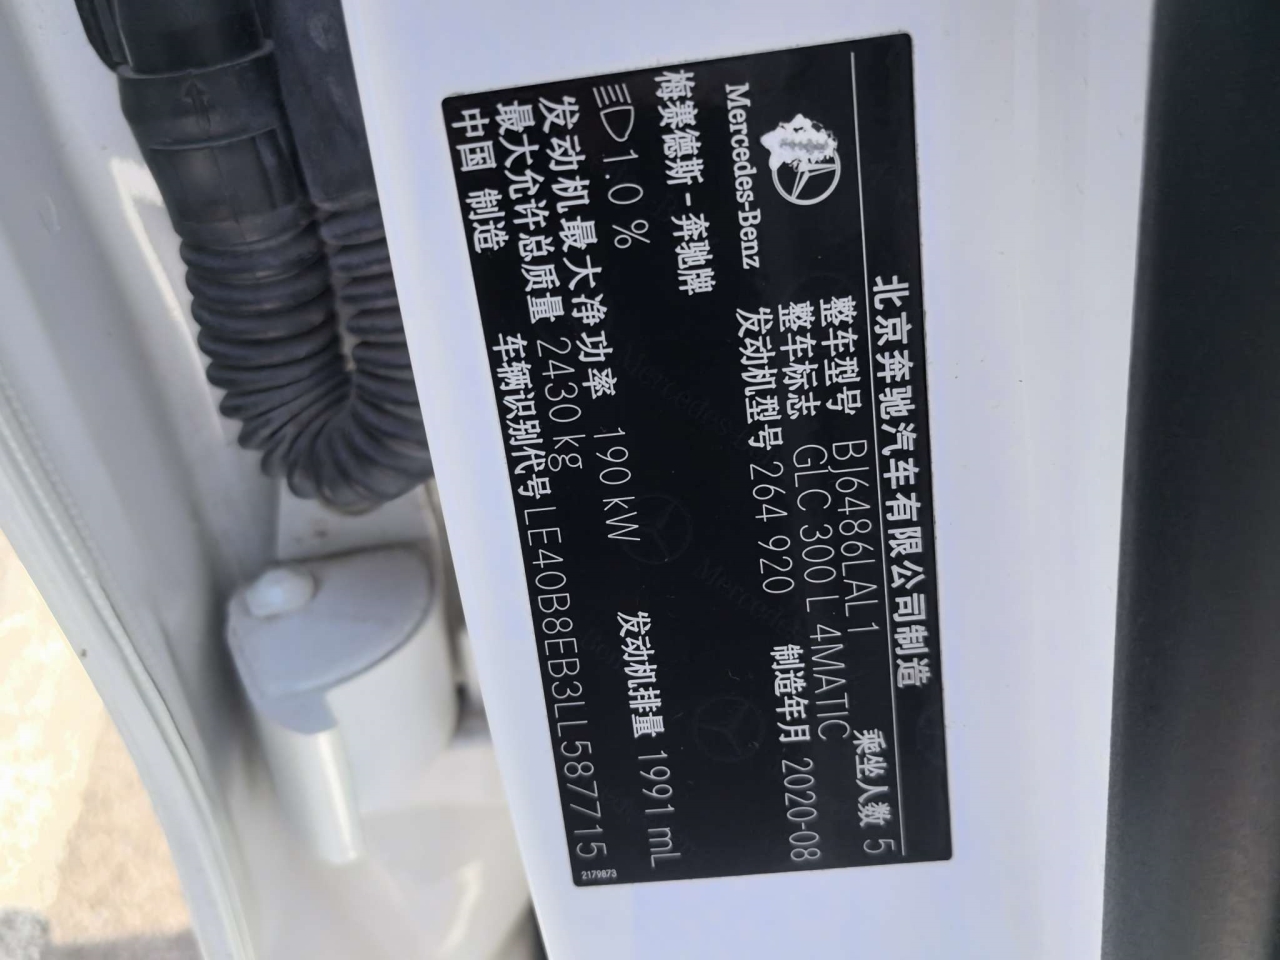 北京奔驰汽车有限公司制造
整车型号 BJ6486LAL1 乘坐人数 5
整车标志 GLC 300 L 4MATIC
Mercedes-Benz
发动机型号 264 920 制造年月 2020-08
梅赛德斯-奔驰牌
1.0 %
发动机最大净功率 190 kW 发动机排量 1991 mL
最大允许总质量 2430 kg
中国 制造 车辆识别代号 LE40B8EB3LL587715
2179873